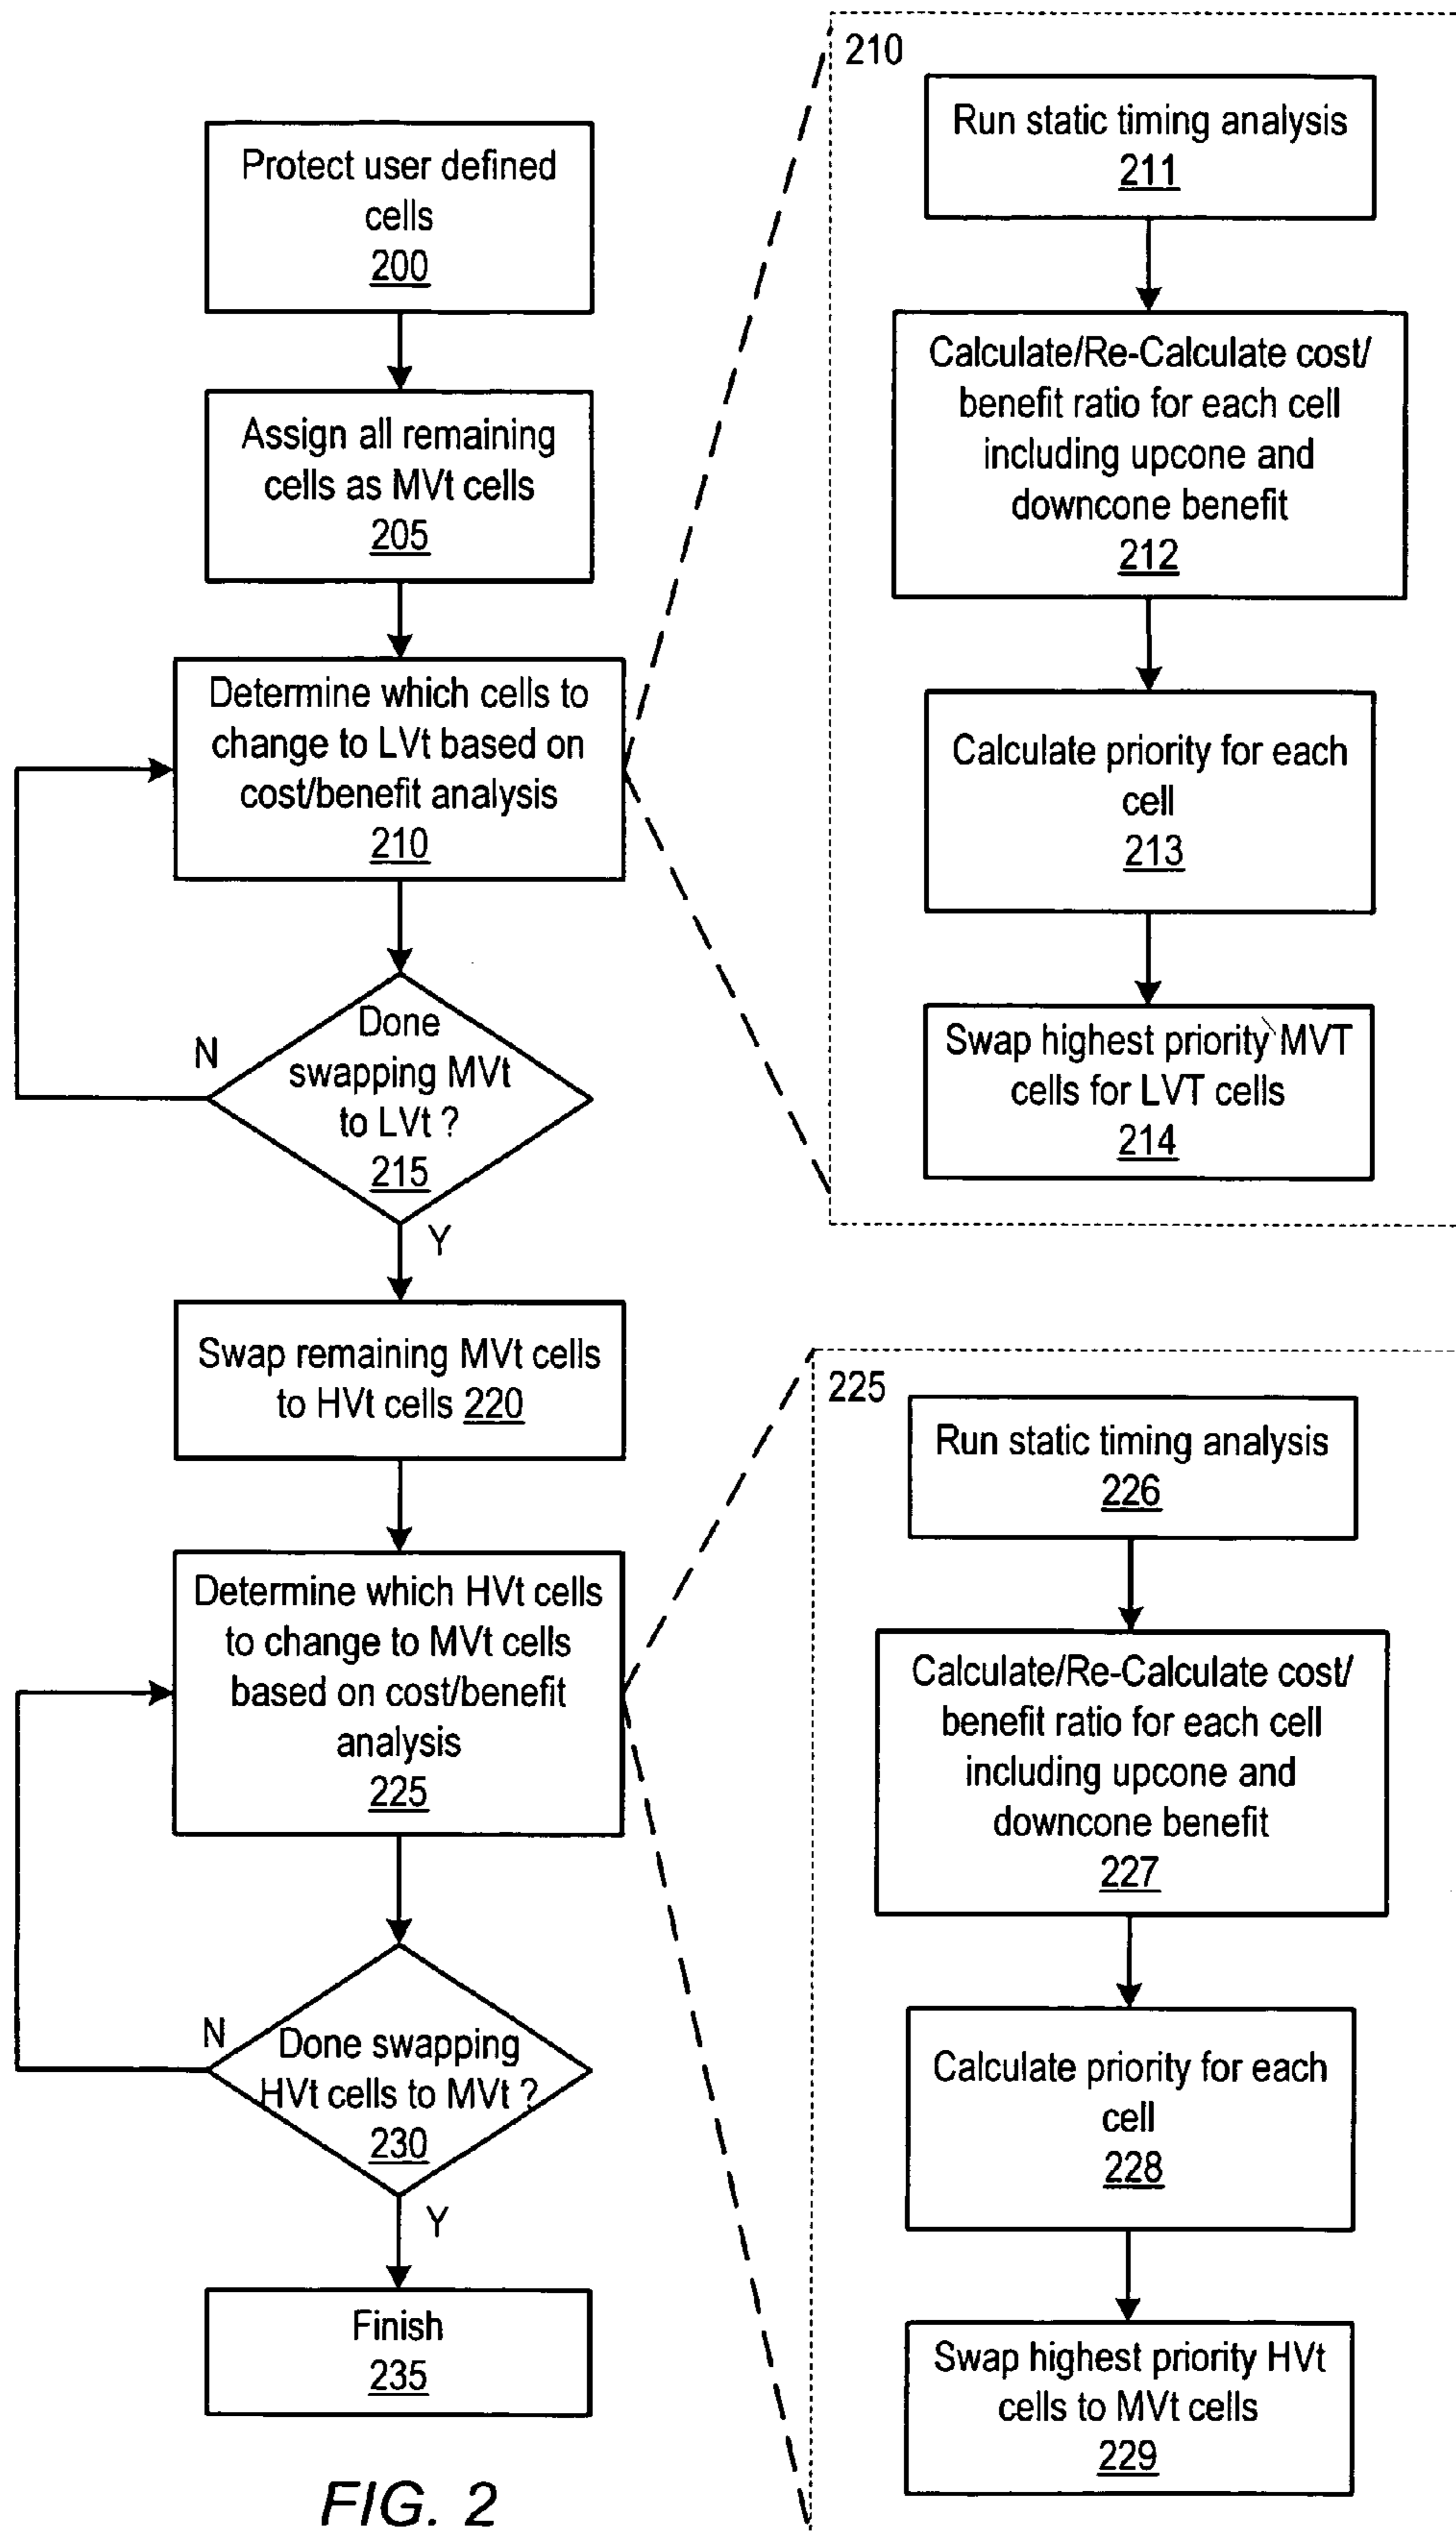 Protect user defined
cells
200
Assign all remaining
cells as MVt cells
205
Determine which cells to
change to LVt based on
cost/benefit analysis
210
N
Done
swapping MVt
to LVt ?
215
Y
Swap remaining MVt cells
to HVt cells 220
Determine which HVt cells
to change to MVt cells
based on cost/benefit
analysis
225
N
Done swapping
HVt cells to MVt ?
230
Y
Finish
235
210
Run static timing analysis
211
Calculate/Re-Calculate cost/
benefit ratio for each cell
including upcone and
downcone benefit
212
Calculate priority for each
cell
213
Swap highest priority MVT
cells for LVT cells
214
225
Run static timing analysis
226
Calculate/Re-Calculate cost/
benefit ratio for each cell
including upcone and
downcone benefit
227
Calculate priority for each
cell
228
Swap highest priority HVt
cells to MVt cells
229
FIG. 2